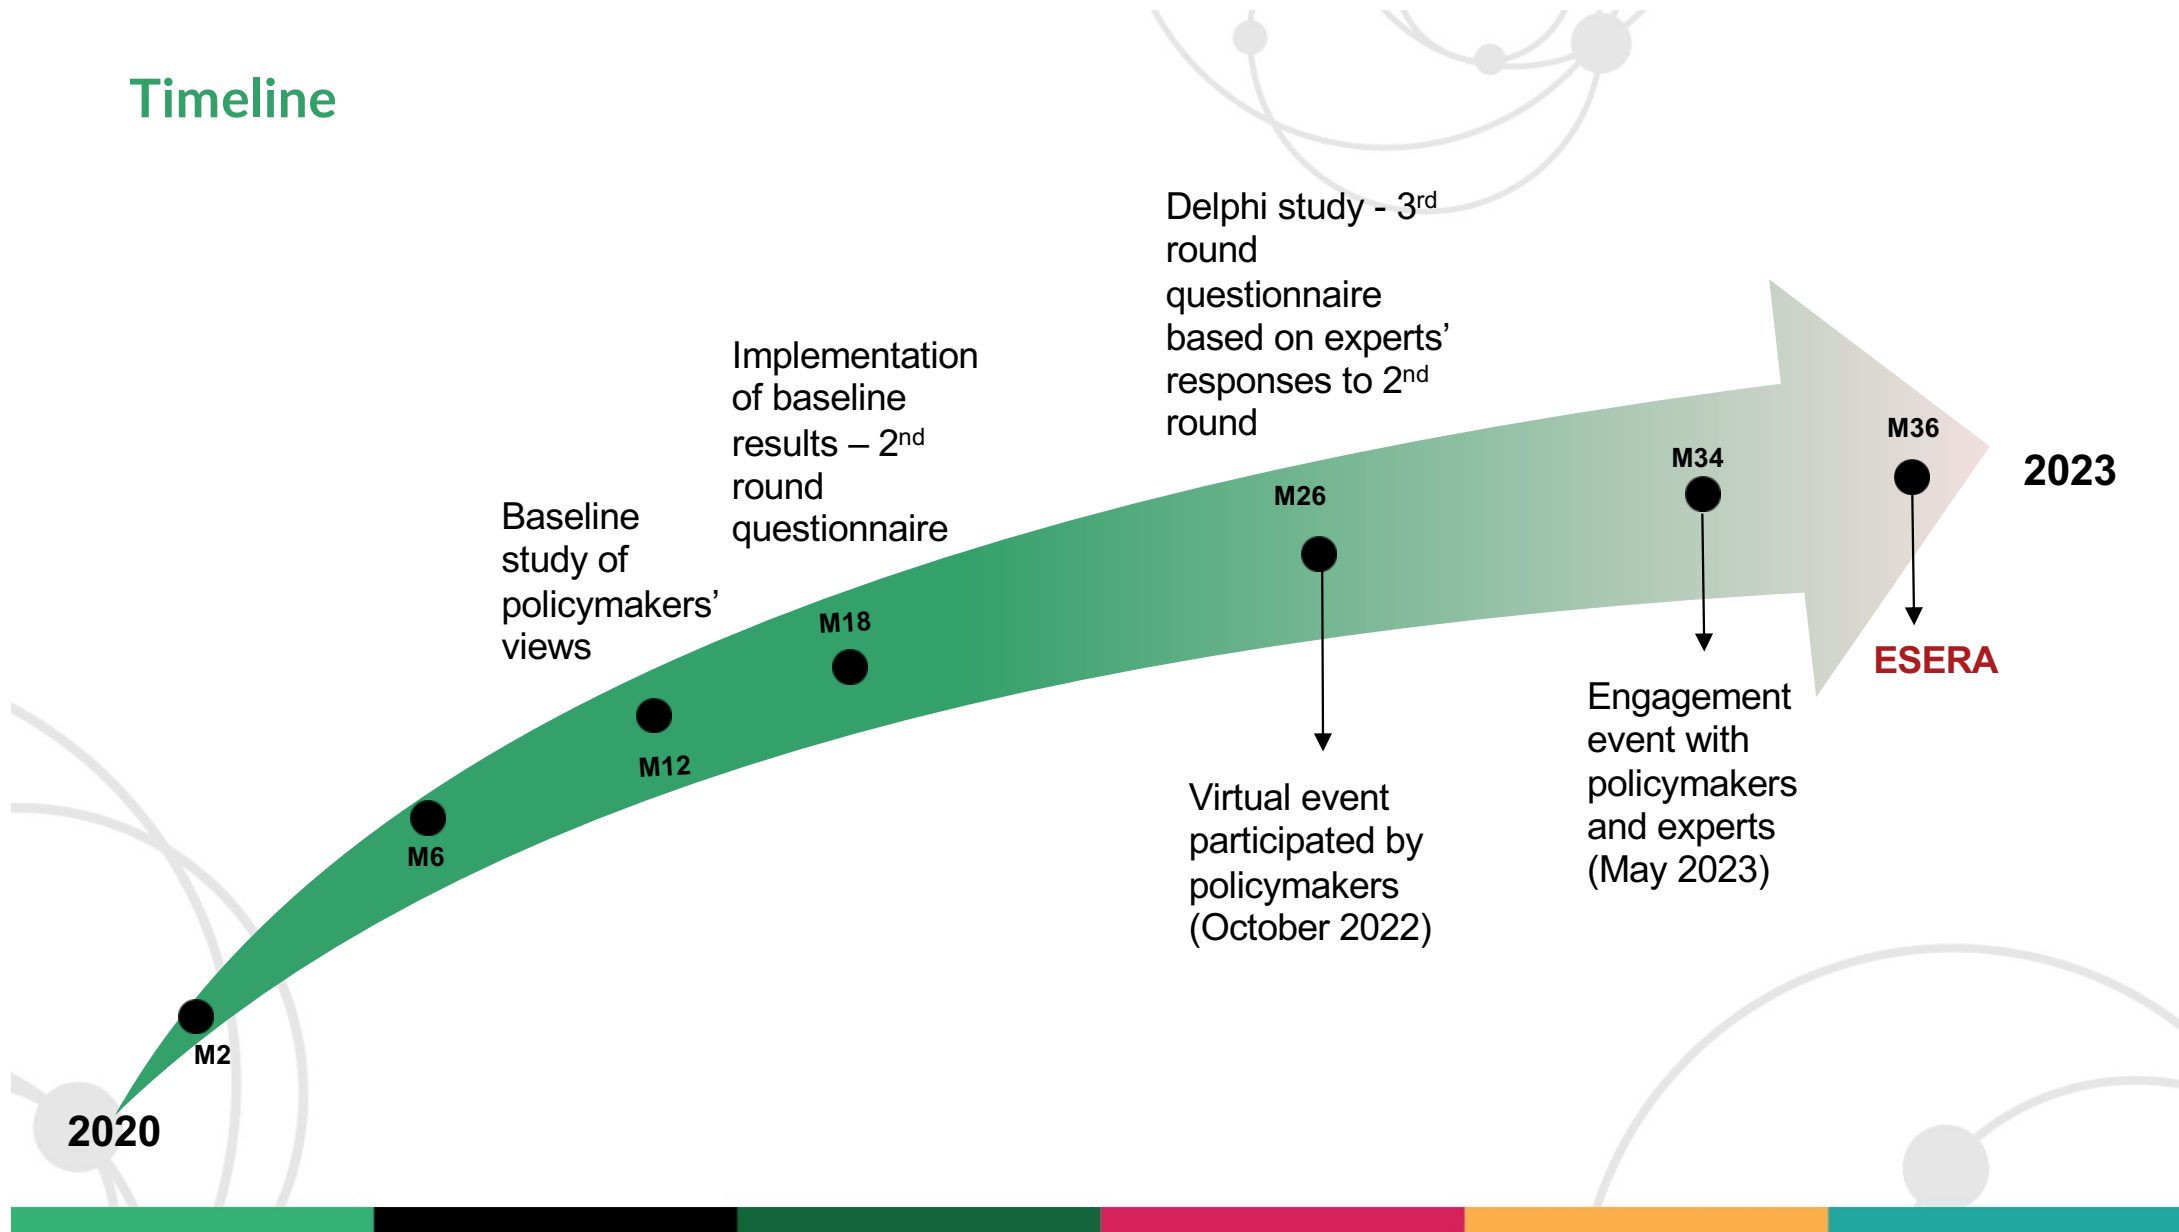 Timeline
Delphi study - 3rd
round
questionnaire
based on experts’
responses to 2nd
round
Implementation
of baseline
results – 2nd
round
questionnaire
Baseline
study of
policymakers’
views
M36
M34
2023
M26
M18
M12
M6
M2
2020
ESERA
Engagement
event with
policymakers
and experts
(May 2023)
Virtual event
participated by
policymakers
(October 2022)